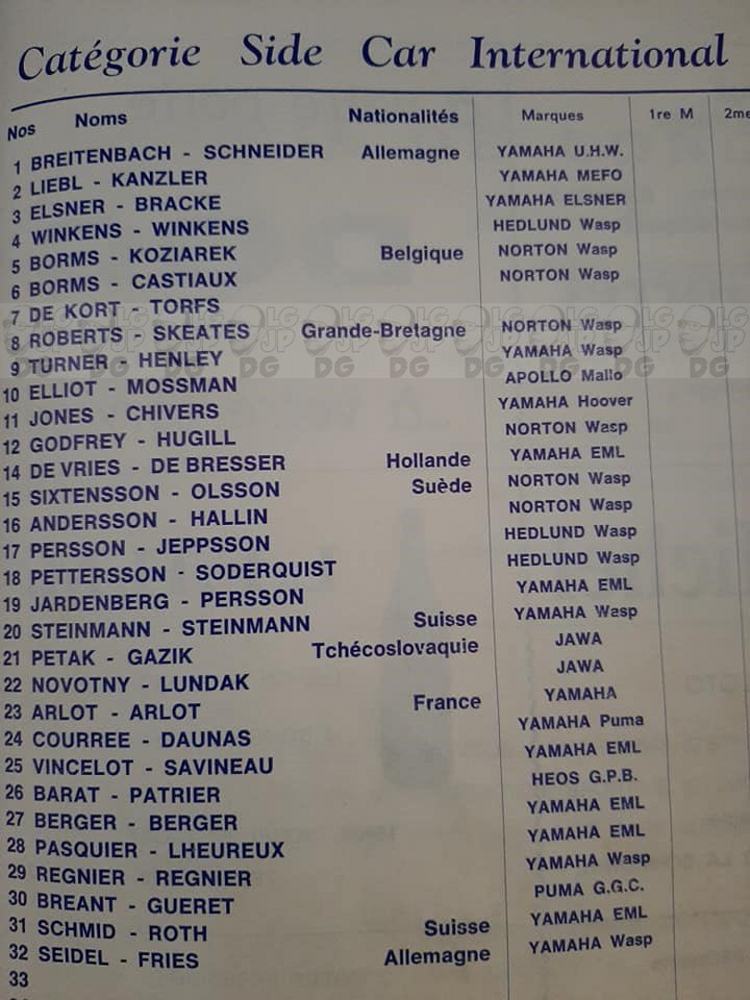 Catégorie Side Car International
Nos Noms Nationalités Marques 1re M 2me
1 BREITENBACH - SCHNEIDER Allemagne YAMAHA U.H.W.
2 LIEBL - KANZLER YAMAHA MEFO
3 ELSNER - BRACKE YAMAHA ELSNER
4 WINKENS - WINKENS HEDLUND Wasp
5 BORMS - KOZIAREK Belgique NORTON Wasp
6 BORMS - CASTIAUX NORTON Wasp
7 DE KORT - TORFS
8 ROBERTS - SKEATES Grande-Bretagne NORTON Wasp
9 TURNER - HENLEY YAMAHA Wasp
10 ELLIOT - MOSSMAN APOLLO Mallo
11 JONES - CHIVERS YAMAHA Hoover
12 GODFREY - HUGILL NORTON Wasp
14 DE VRIES - DE BRESSER Hollande YAMAHA EML
15 SIXTENSSON - OLSSON Suède NORTON Wasp
16 ANDERSSON - HALLIN NORTON Wasp
17 PERSSON - JEPPSSON HEDLUND Wasp
18 PETTERSSON - SODERQUIST HEDLUND Wasp
19 JARDENBERG - PERSSON YAMAHA EML
20 STEINMANN - STEINMANN Suisse YAMAHA Wasp
21 PETAK - GAZIK Tchécoslovaquie JAWA
22 NOVOTNY - LUNDAK JAWA
23 ARLOT - ARLOT France YAMAHA
24 COURREE - DAUNAS YAMAHA Puma
25 VINCELOT - SAVINEAU YAMAHA EML
26 BARAT - PATRIER HEOS G.P.B.
27 BERGER - BERGER YAMAHA EML
28 PASQUIER - LHEUREUX YAMAHA EML
29 REGNIER - REGNIER YAMAHA Wasp
30 BREANT - GUERET PUMA G.G.C.
31 SCHMID - ROTH Suisse YAMAHA EML
32 SEIDEL - FRIES Allemagne YAMAHA Wasp
33